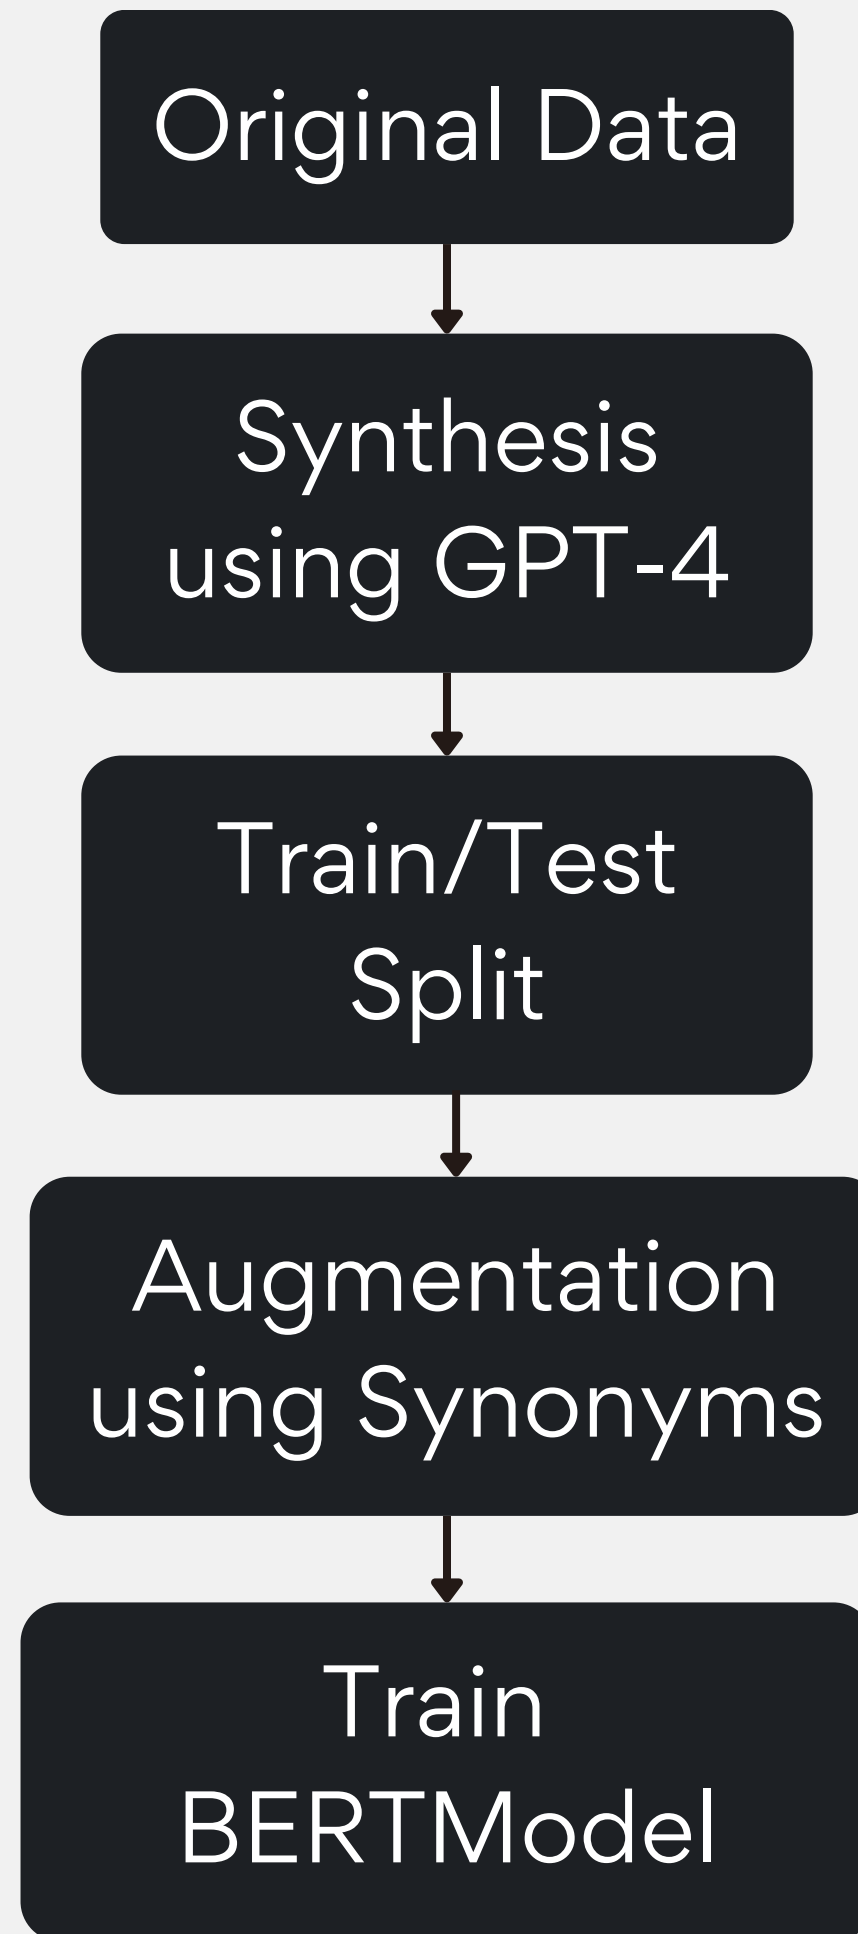 Original Data
Synthesis
using GPT-4
Train/Test
Split
Augmentation
using Synonyms
Train
BERTModel